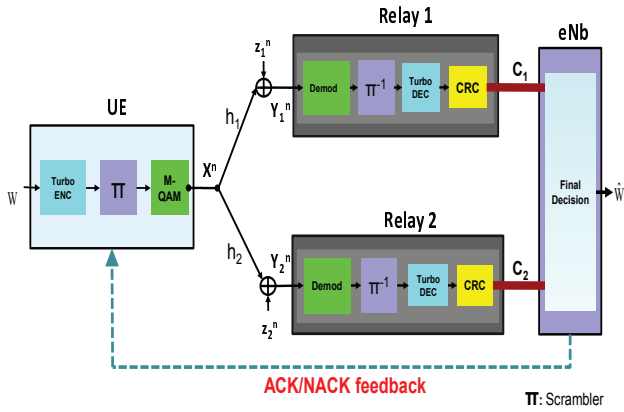 Relay 1
eNb
z₁ⁿ
Demod
π⁻¹
Turbo
DEC
CRC
C₁
Y₁ⁿ
h₁
UE
W
Turbo
ENC
π
M-
QAM
Xⁿ
Final
Decision
Ŵ
Relay 2
h₂
Y₂ⁿ
z₂ⁿ
Demod
π⁻¹
Turbo
DEC
CRC
C₂
ACK/NACK feedback
π: Scrambler